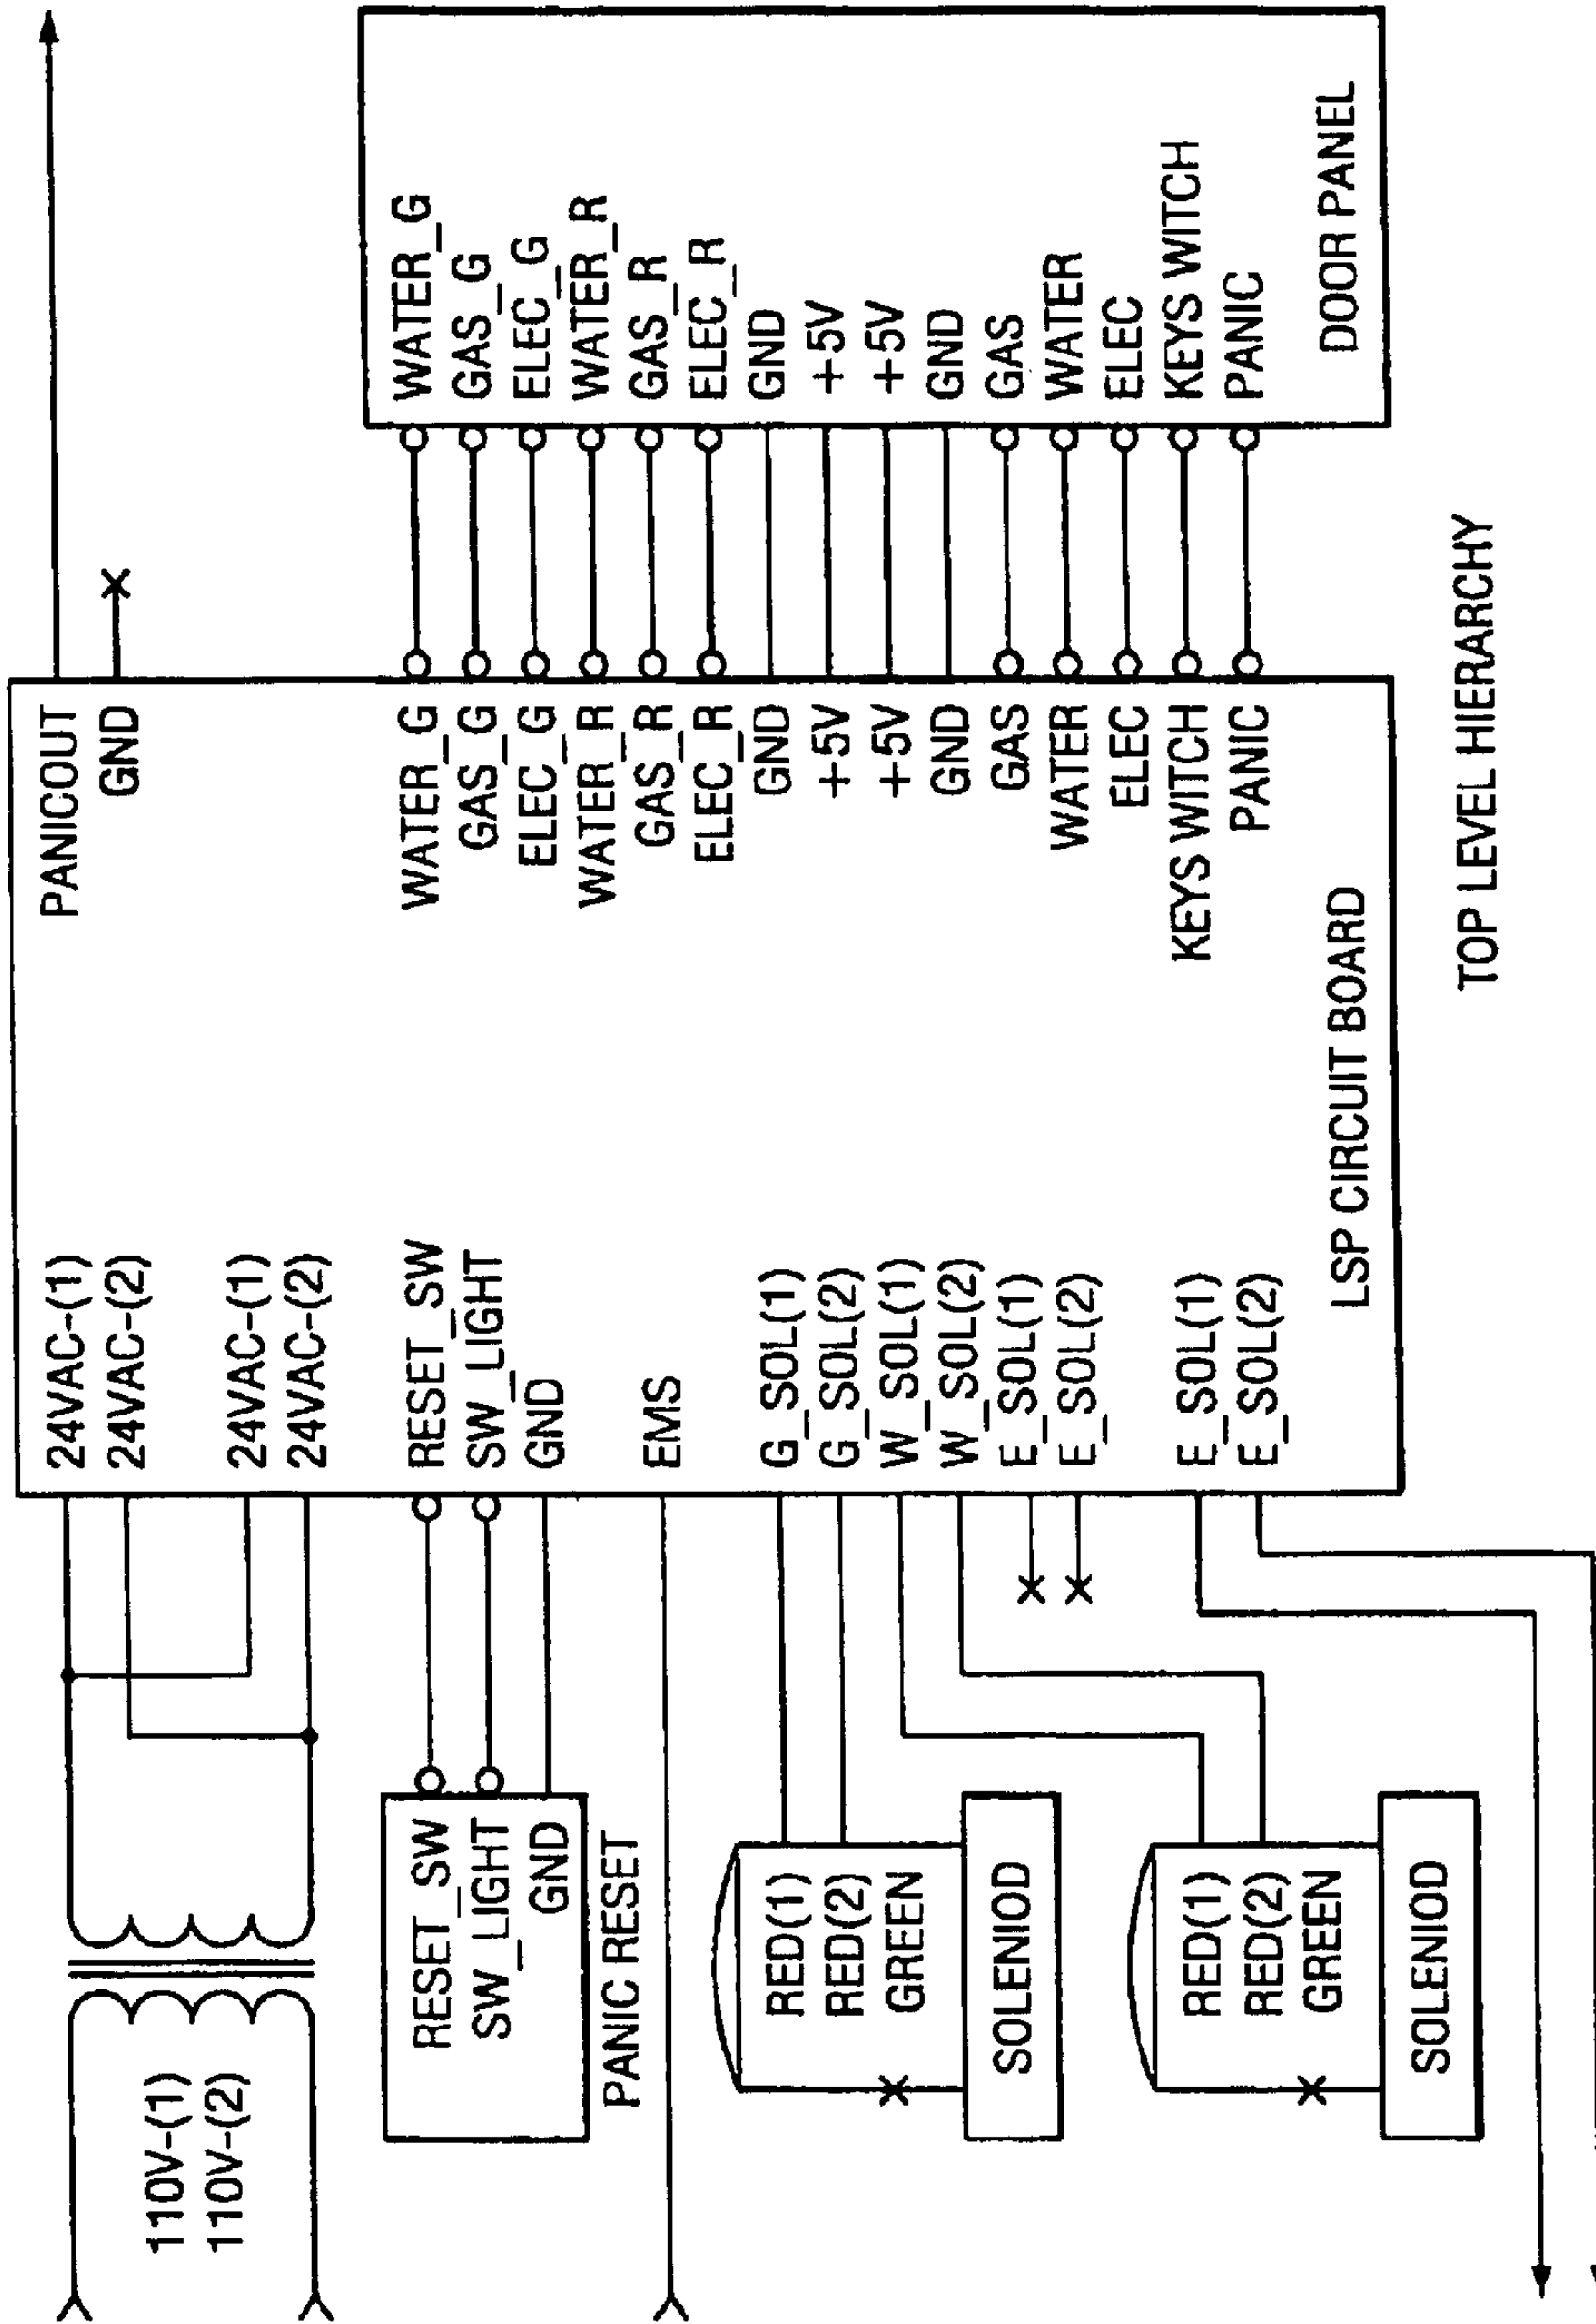 110V-(1)
110V-(2)
RESET_SW
SW_LIGHT
GND
PANIC RESET
RED(1)
RED(2)
GREEN
SOLENIOD
RED(1)
RED(2)
GREEN
SOLENIOD
24VAC-(1)
24VAC-(2)
24VAC-(1)
24VAC-(2)
RESET_SW
SW_LIGHT
GND
EMS
G_SOL(1)
G_SOL(2)
W_SOL(1)
W_SOL(2)
E_SOL(1)
E_SOL(2)
E_SOL(1)
E_SOL(2)
LSP CIRCUIT BOARD
PANICOUT
GND
WATER_G
GAS_G
ELEC_G
WATER_R
GAS_R
ELEC_R
GND
+5V
+5V
GND
GAS
WATER
ELEC
KEYS WITCH
PANIC
WATER_G
GAS_G
ELEC_G
WATER_R
GAS_R
ELEC_R
GND
+5V
+5V
GND
GAS
WATER
ELEC
KEYS WITCH
PANIC
DOOR PANEL
TOP LEVEL HIERARCHY